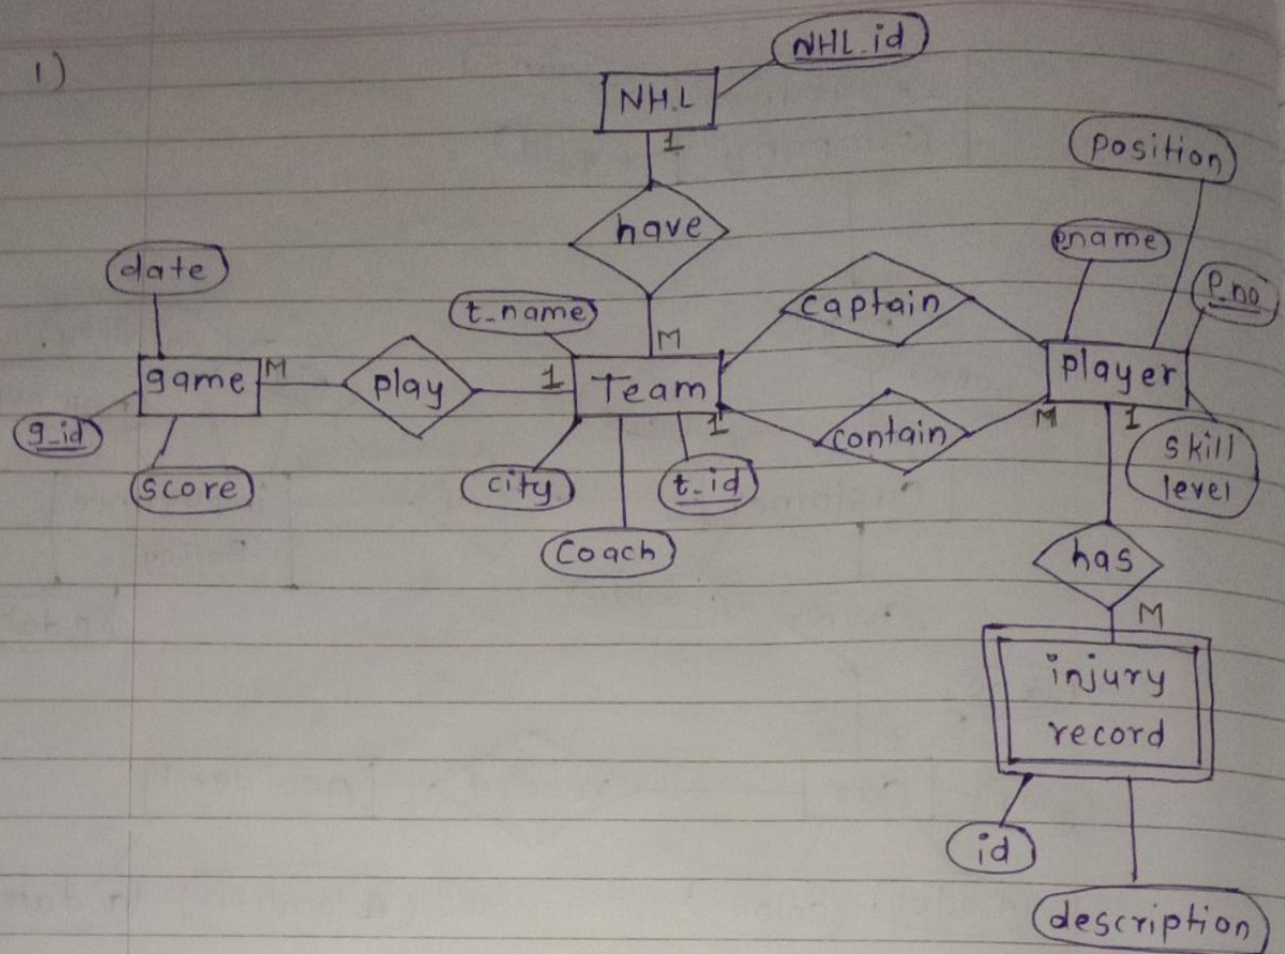 1)
NHL_id
NHL
1
position
have
pname
date
P_no
t_name
captain
M
game
M
play
1
Team
player
g_id
1
contain
M
1
skill
level
score
city
t_id
coach
has
M
injury
record
id
description